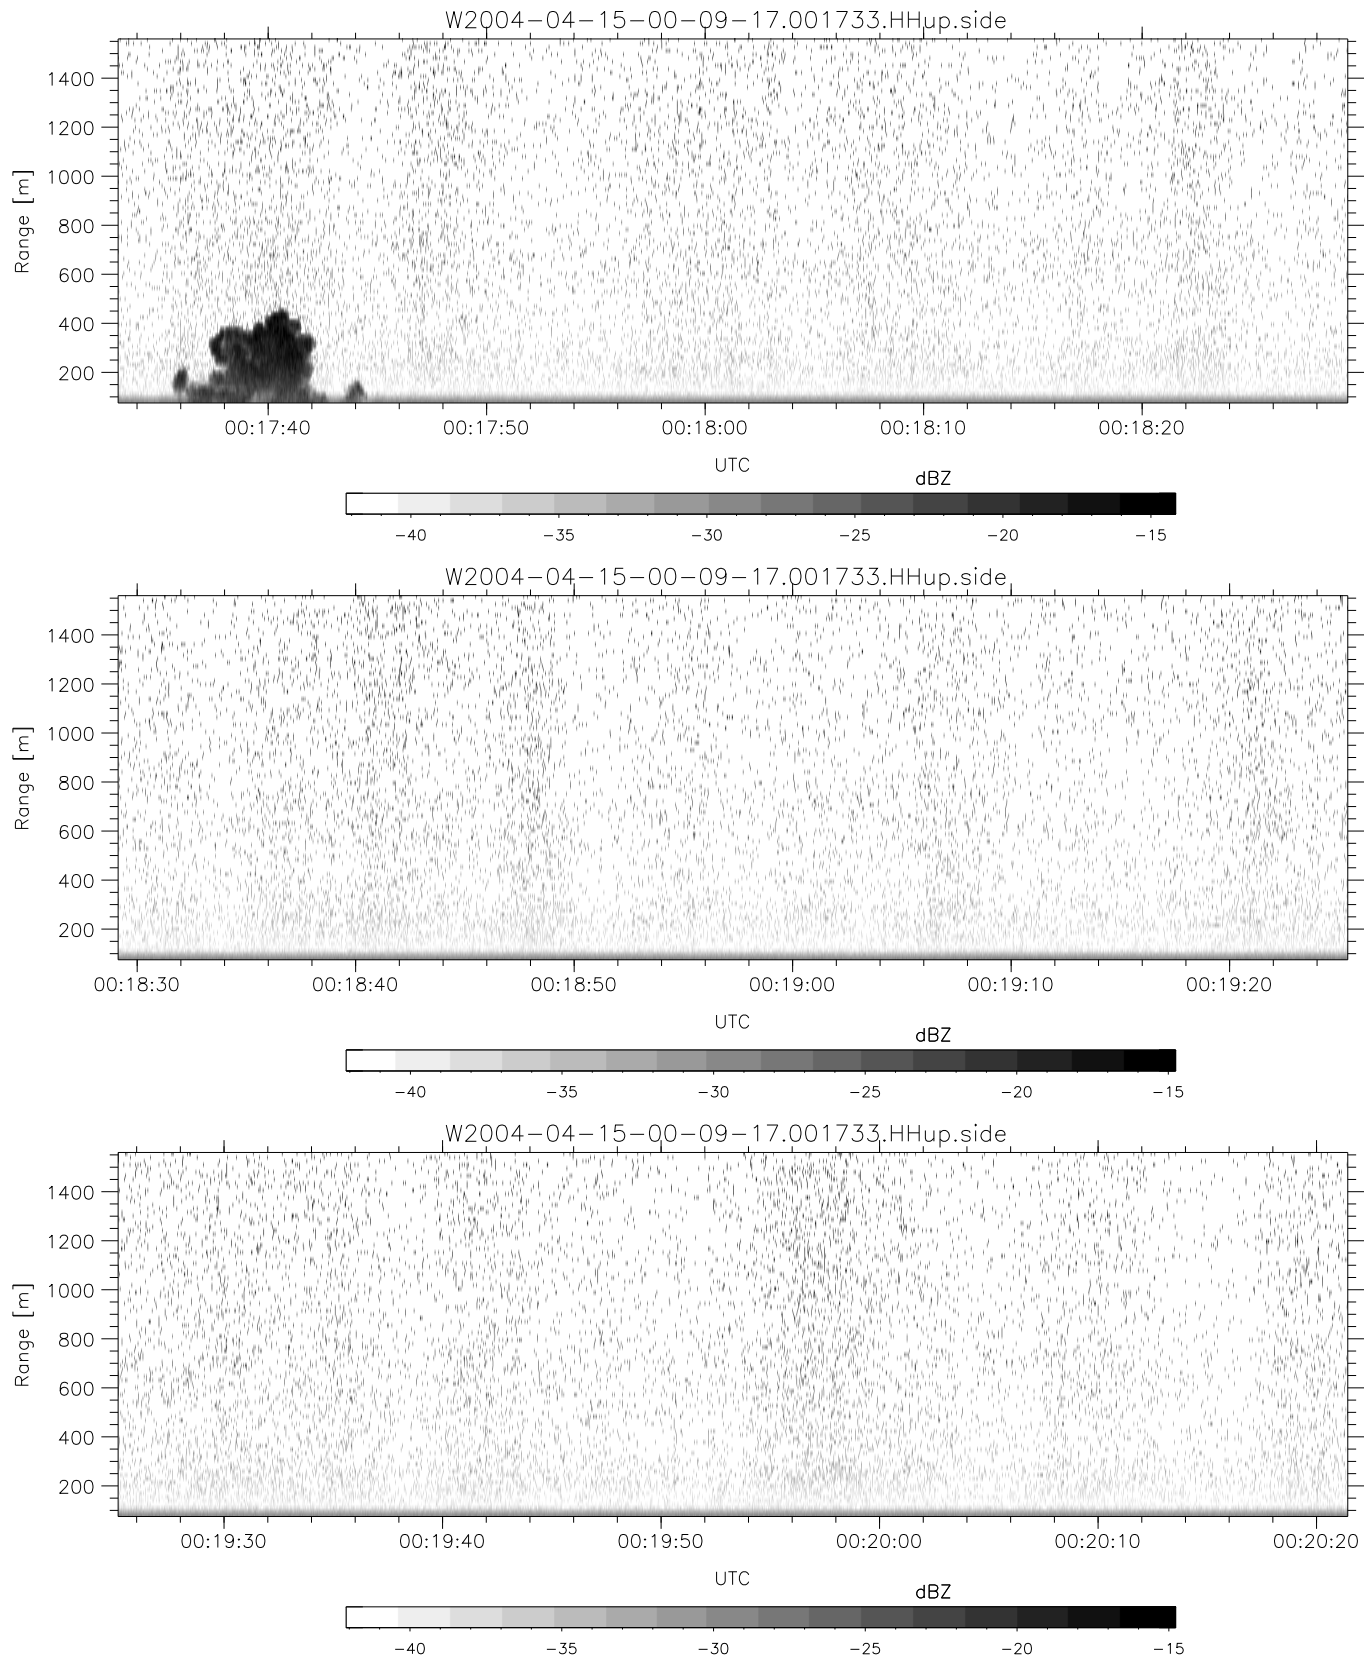 W2004-04-15-00-09-17.001733.HHup.side
Range [m]
1400
1200
1000
800
600
400
200
00:17:40 00:17:50 00:18:00 00:18:10 00:18:20
UTC
dBZ
-40 -35 -30 -25 -20 -15
W2004-04-15-00-09-17.001733.HHup.side
Range [m]
1400
1200
1000
800
600
400
200
00:18:30 00:18:40 00:18:50 00:19:00 00:19:10 00:19:20
UTC
dBZ
-40 -35 -30 -25 -20 -15
W2004-04-15-00-09-17.001733.HHup.side
Range [m]
1400
1200
1000
800
600
400
200
00:19:30 00:19:40 00:19:50 00:20:00 00:20:10 00:20:20
UTC
dBZ
-40 -35 -30 -25 -20 -15